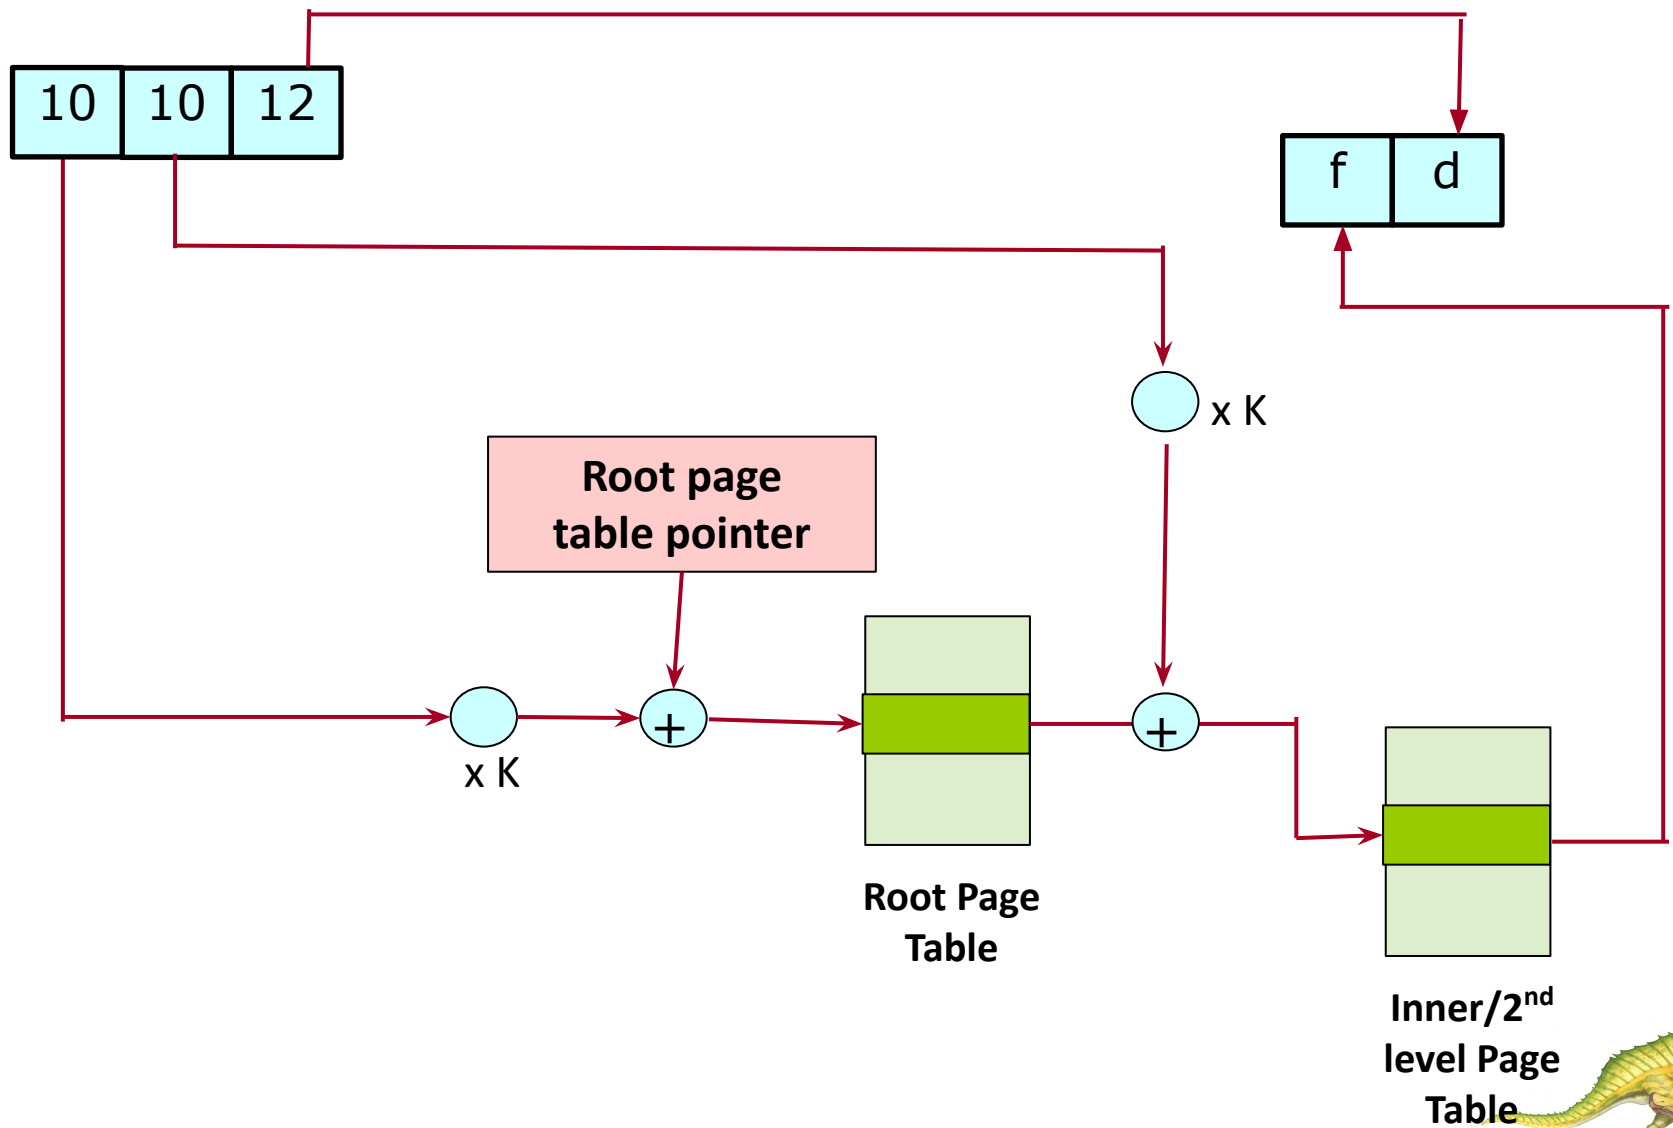 10 10 12
f d
x K
Root page
table pointer
+ +
x K
Root Page
Table
Inner/2nd
level Page
Table